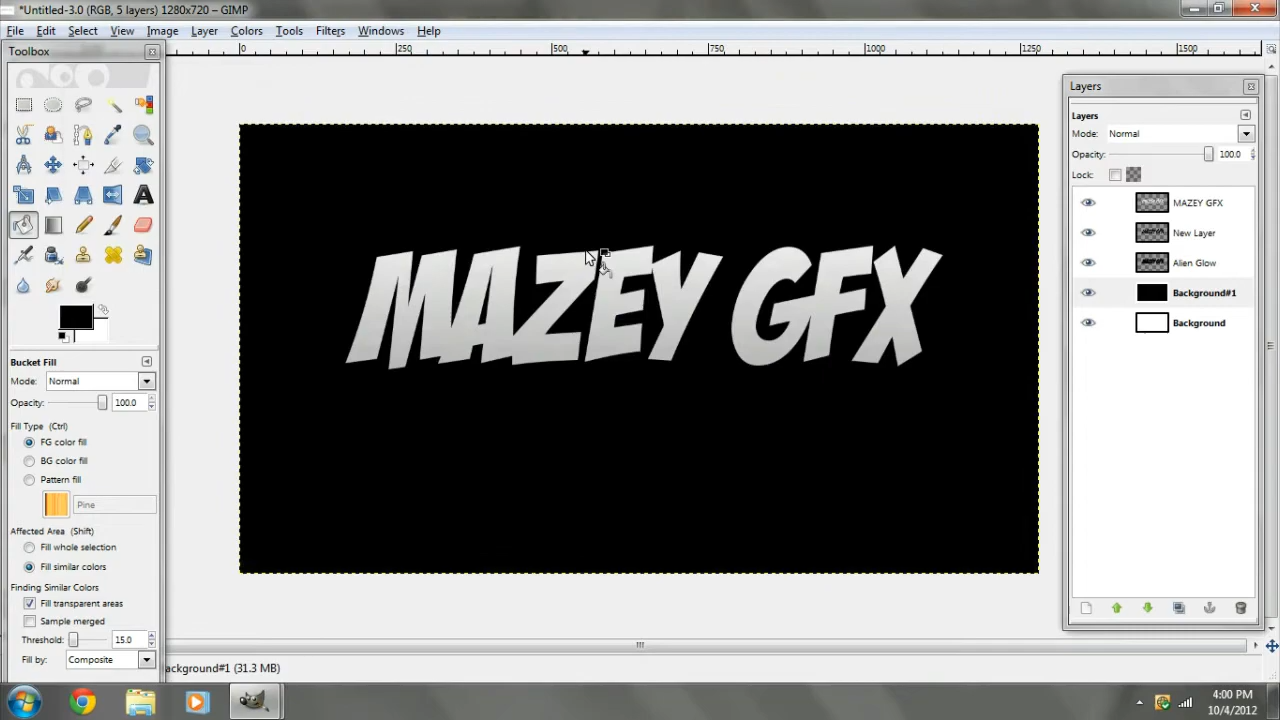 *Untitled-3.0 (RGB, 5 layers) 1280x720 – GIMP
File Edit Select View Image Layer Colors Tools Filters Windows Help
Toolbox
0 250 500 750 1000 1250 1500
Layers
Layers
Mode: Normal
Opacity: 100.0
Lock:
MAZEY GFX
New Layer
Alien Glow
Background#1
Background
MAZEY GFX
Bucket Fill
Mode: Normal
Opacity: 100.0
Fill Type (Ctrl)
FG color fill
BG color fill
Pattern fill
Pine
Affected Area (Shift)
Fill whole selection
Fill similar colors
Finding Similar Colors
Fill transparent areas
Sample merged
Threshold: 15.0
Fill by: Composite
ackground#1 (31.3 MB)
4:00 PM
10/4/2012